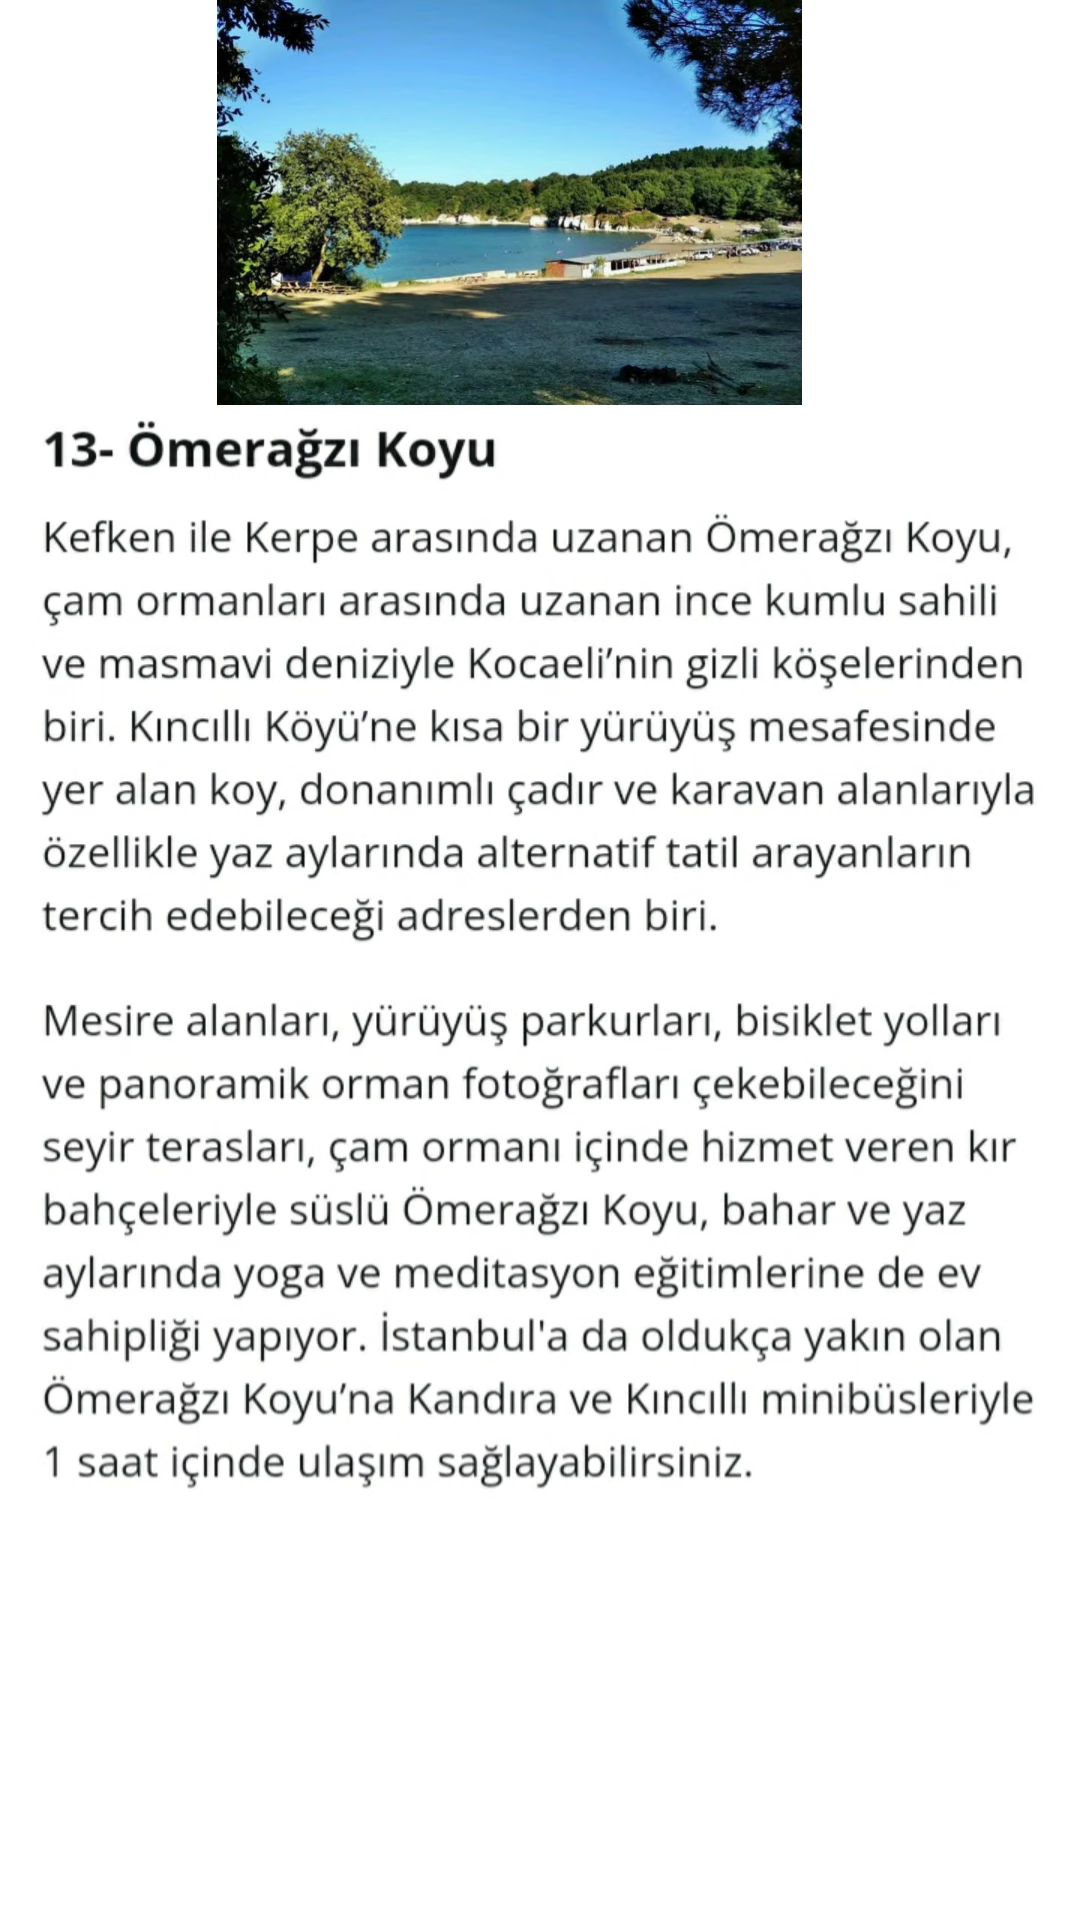 13- Ömerağzı Koyu
Kefken ile Kerpe arasında uzanan Ömerağzı Koyu,
çam ormanları arasında uzanan ince kumlu sahili
ve masmavi deniziyle Kocaeli’nin gizli köşelerinden
biri. Kıncıllı Köyü’ne kısa bir yürüyüş mesafesinde
yer alan koy, donanımlı çadır ve karavan alanlarıyla
özellikle yaz aylarında alternatif tatil arayanların
tercih edebileceği adreslerden biri.
Mesire alanları, yürüyüş parkurları, bisiklet yolları
ve panoramik orman fotoğrafları çekebileceğini
seyir terasları, çam ormanı içinde hizmet veren kır
bahçeleriyle süslü Ömerağzı Koyu, bahar ve yaz
aylarında yoga ve meditasyon eğitimlerine de ev
sahipliği yapıyor. İstanbul'a da oldukça yakın olan
Ömerağzı Koyu’na Kandıra ve Kıncıllı minibüsleriyle
1 saat içinde ulaşım sağlayabilirsiniz.